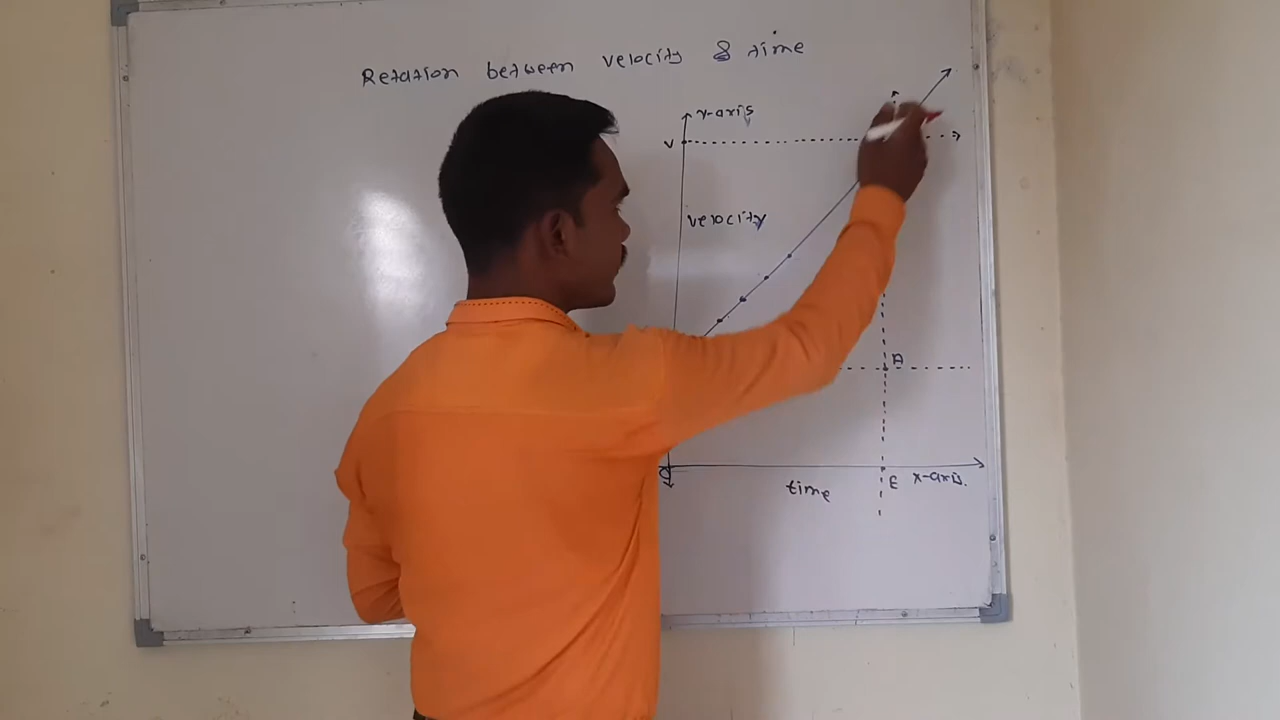 Relation between velocity & time
Y-axis
V
velocity
A
O
time
E
x-axis.